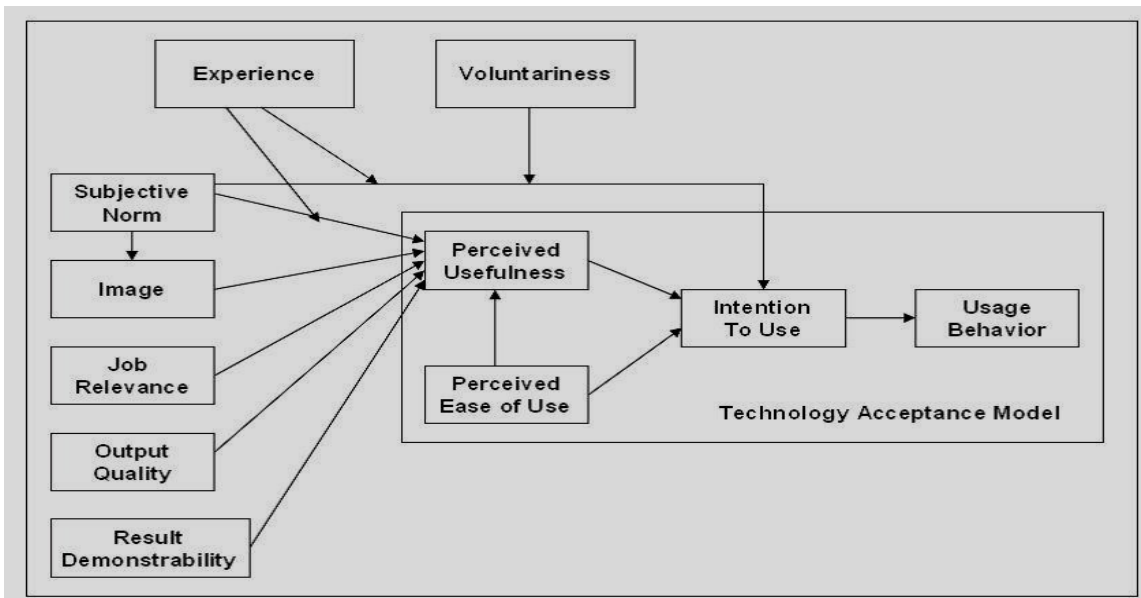 Experience
Voluntariness
Subjective
Norm
Image
Job
Relevance
Output
Quality
Result
Demonstrability
Perceived
Usefulness
Perceived
Ease of Use
Intention
To Use
Usage
Behavior
Technology Acceptance Model